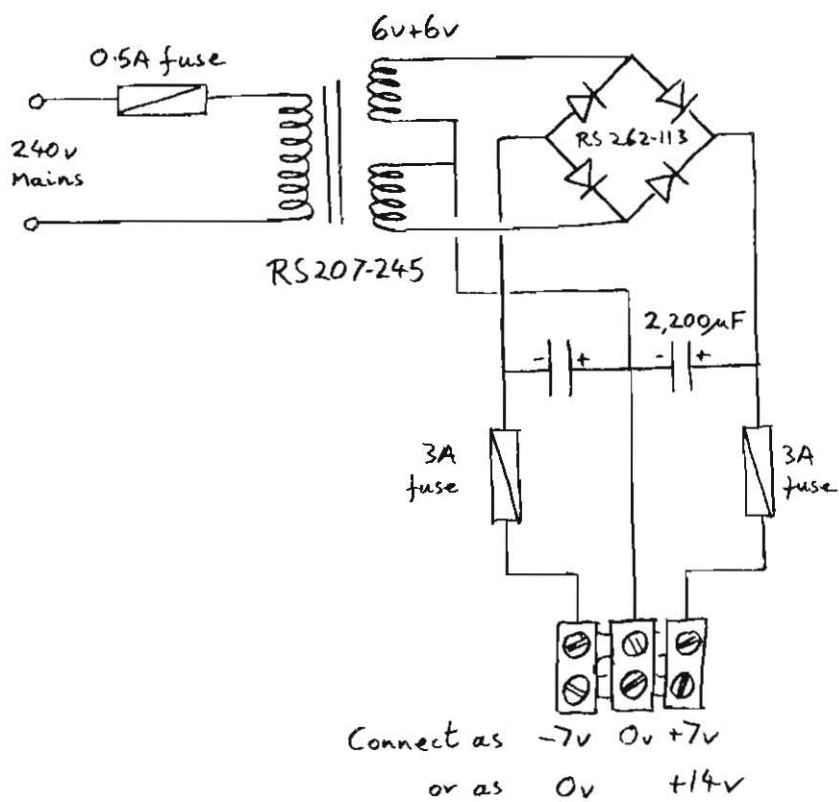 6v+6v
0.5A fuse
240v
Mains
RS 262-113
RS207-245
2,200µF
- +
- +
3A
fuse
3A
fuse
Connect as -7v 0v +7v
or as 0v +14v